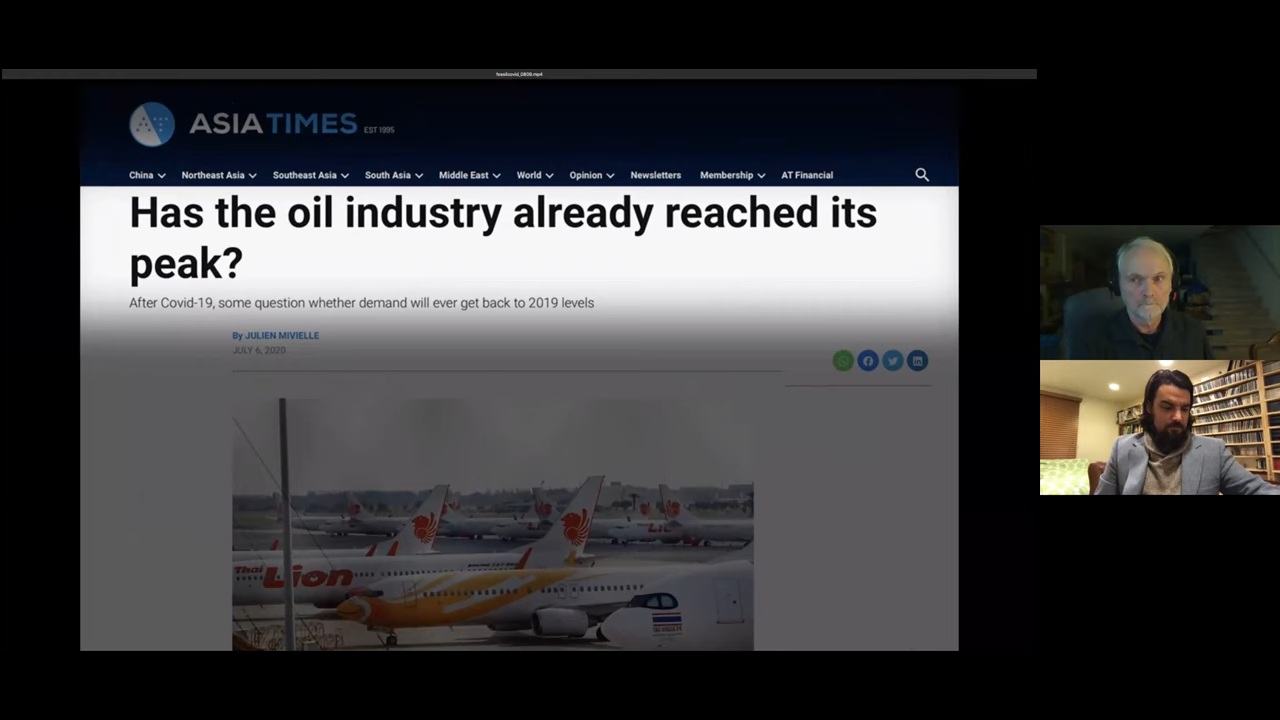 fossilcovid_0808.mp4
ASIA TIMES EST 1995
China Northeast Asia Southeast Asia South Asia Middle East World Opinion Newsletters Membership AT Financial
Has the oil industry already reached its
peak?
After Covid-19, some question whether demand will ever get back to 2019 levels
By JULIEN MIVIELLE
JULY 6, 2020
Thai Lion